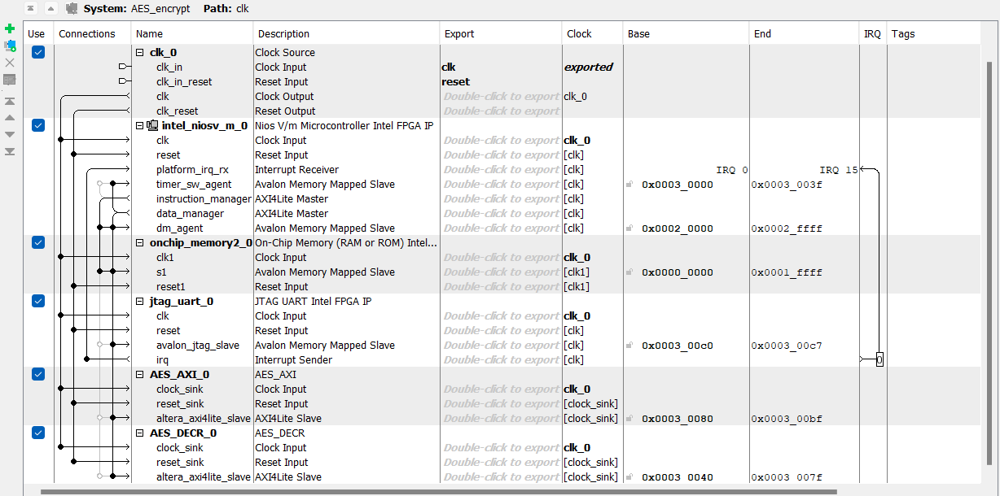 System: AES_encrypt Path: clk
Use Connections Name Description Export Clock Base End IRQ Tags
clk_0 Clock Source
clk_in Clock Input clk exported
clk_in_reset Reset Input reset
clk Clock Output Double-click to export clk_0
clk_reset Reset Output Double-click to export
intel_niosv_m_0 Nios V/m Microcontroller Intel FPGA IP
clk Clock Input Double-click to export clk_0
reset Reset Input Double-click to export [clk]
platform_irq_rx Interrupt Receiver Double-click to export [clk] IRQ 0 IRQ 15
timer_sw_agent Avalon Memory Mapped Slave Double-click to export [clk] 0x0003_0000 0x0003_003f
instruction_manager AXI4Lite Master Double-click to export [clk]
data_manager AXI4Lite Master Double-click to export [clk]
dm_agent Avalon Memory Mapped Slave Double-click to export [clk] 0x0002_0000 0x0002_ffff
onchip_memory2_0 On-Chip Memory (RAM or ROM) Intel...
clk1 Clock Input Double-click to export clk_0
s1 Avalon Memory Mapped Slave Double-click to export [clk1] 0x0000_0000 0x0001_ffff
reset1 Reset Input Double-click to export [clk1]
jtag_uart_0 JTAG UART Intel FPGA IP
clk Clock Input Double-click to export clk_0
reset Reset Input Double-click to export [clk]
avalon_jtag_slave Avalon Memory Mapped Slave Double-click to export [clk] 0x0003_00c0 0x0003_00c7
irq Interrupt Sender Double-click to export [clk] 0
AES_AXI_0 AES_AXI
clock_sink Clock Input Double-click to export clk_0
reset_sink Reset Input Double-click to export [clock_sink]
altera_axi4lite_slave AXI4Lite Slave Double-click to export [clock_sink] 0x0003_0080 0x0003_00bf
AES_DECR_0 AES_DECR
clock_sink Clock Input Double-click to export clk_0
reset_sink Reset Input Double-click to export [clock_sink]
altera_axi4lite_slave AXI4Lite Slave Double-click to export [clock_sink] 0x0003_0040 0x0003_007f